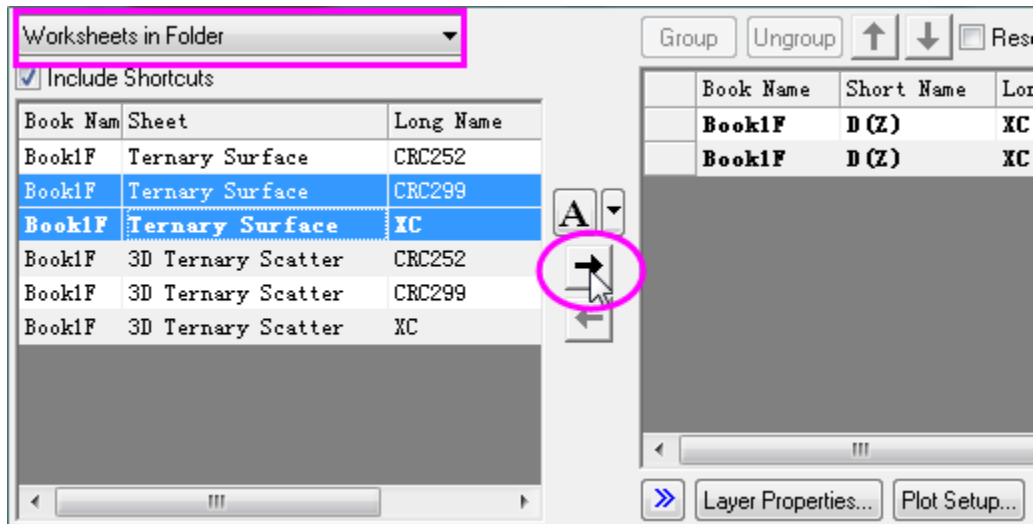 Worksheets in Folder
Include Shortcuts
Book Nam Sheet Long Name
Book1F Ternary Surface CRC252
Book1F Ternary Surface CRC299
Book1F Ternary Surface XC
Book1F 3D Ternary Scatter CRC252
Book1F 3D Ternary Scatter CRC299
Book1F 3D Ternary Scatter XC
A
Group Ungroup Rese
Book Name Short Name Lon
Book1F D(Z) XC
Book1F D(Z) XC
Layer Properties... Plot Setup...